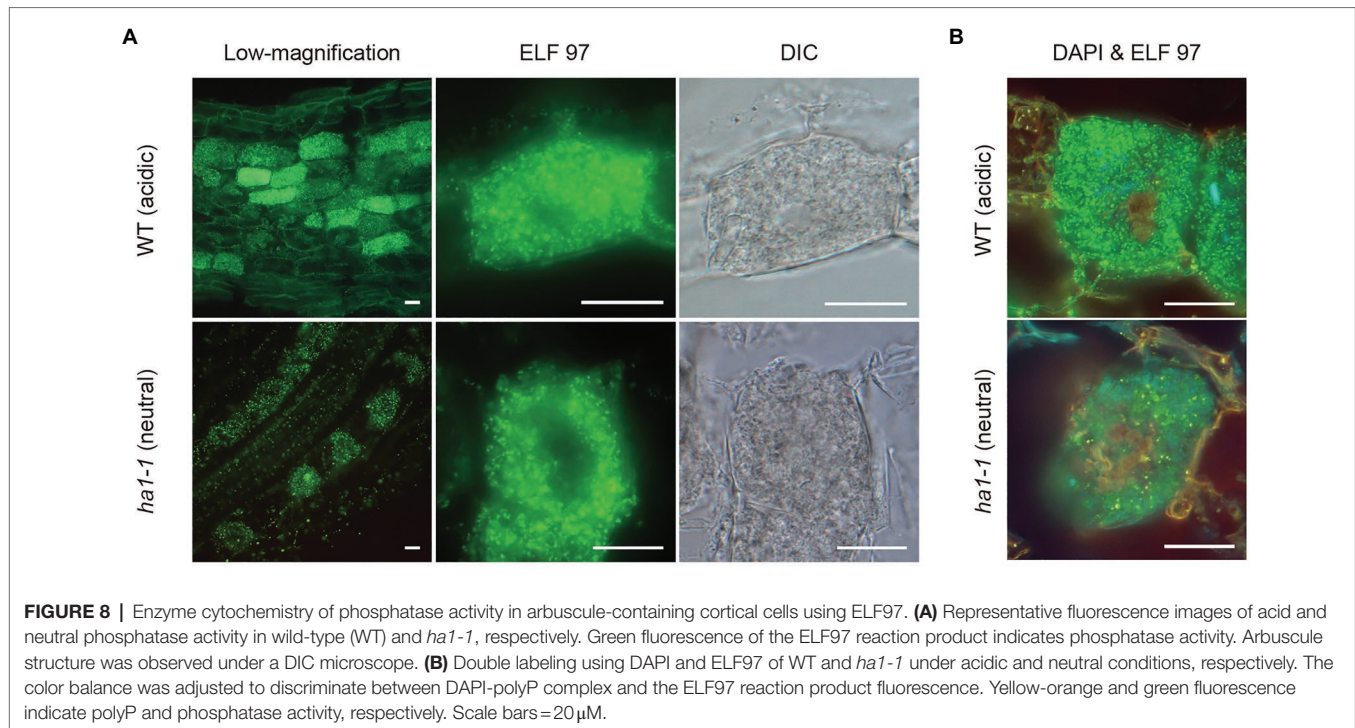 A
B
Low-magnification
ELF 97
DIC
DAPI & ELF 97
WT (acidic)
WT (acidic)
ha1-1 (neutral)
ha1-1 (neutral)
FIGURE 8 | Enzyme cytochemistry of phosphatase activity in arbuscule-containing cortical cells using ELF97. (A) Representative fluorescence images of acid and
neutral phosphatase activity in wild-type (WT) and ha1-1, respectively. Green fluorescence of the ELF97 reaction product indicates phosphatase activity. Arbuscule
structure was observed under a DIC microscope. (B) Double labeling using DAPI and ELF97 of WT and ha1-1 under acidic and neutral conditions, respectively. The
color balance was adjusted to discriminate between DAPI-polyP complex and the ELF97 reaction product fluorescence. Yellow-orange and green fluorescence
indicate polyP and phosphatase activity, respectively. Scale bars=20 μM.